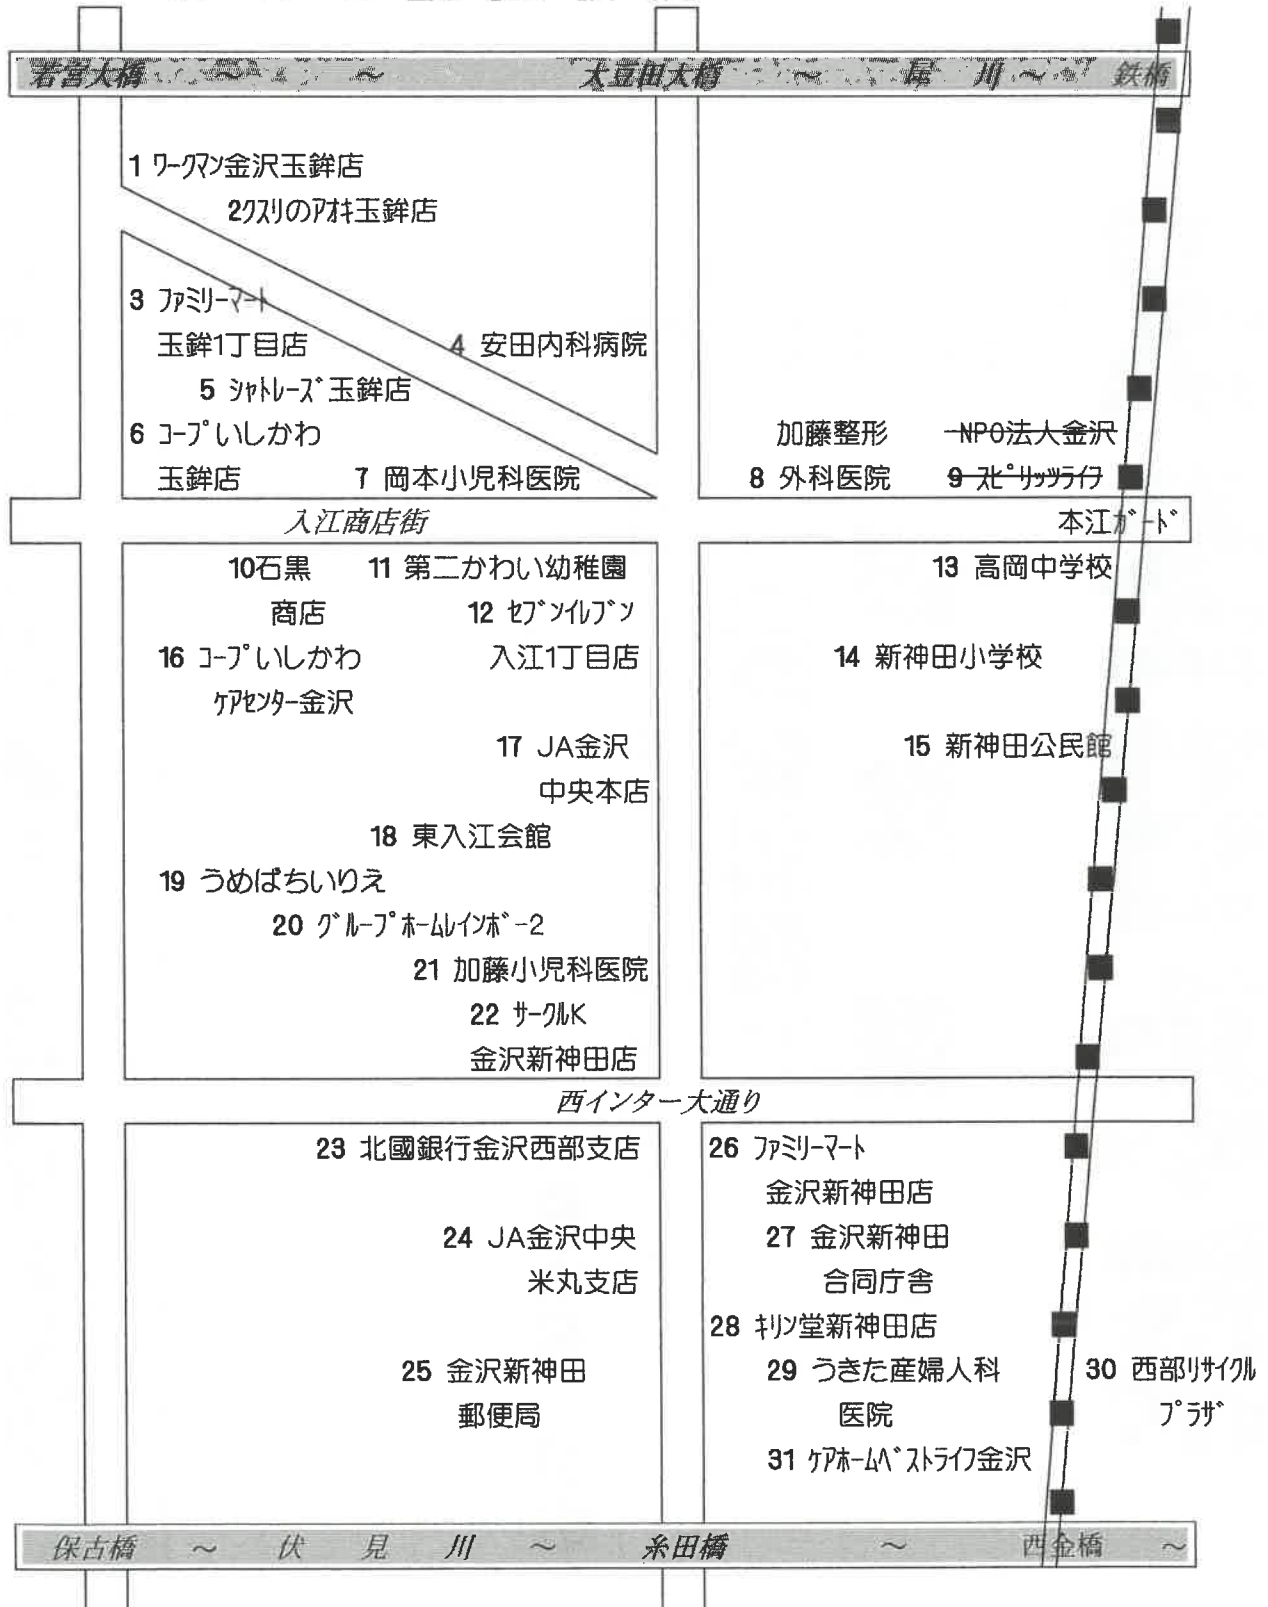 若宮大橋 ～ ～ 大豆田大橋 ～ 犀 川 ～ 鉄橋
1 ﾜｰｸﾏﾝ金沢玉鉾店
2ｸｽﾘのｱｵｷ玉鉾店
3 ﾌｧﾐﾘｰﾏｰﾄ
玉鉾1丁目店
4 安田内科病院
5 ｼｬﾄﾚｰｽﾞ玉鉾店
6 ｺｰﾌﾟいしかわ
玉鉾店
7 岡本小児科医院
加藤整形
8 外科医院
NPO法人金沢
9 ｽﾋﾟﾘｯﾂﾗｲﾌ
入江商店街
本江ｶﾞｰﾄﾞ
10石黒
商店
11 第二かわい幼稚園
12 ｾﾌﾞﾝｲﾚﾌﾞﾝ
入江1丁目店
13 高岡中学校
14 新神田小学校
15 新神田公民館
16 ｺｰﾌﾟいしかわ
ｹｱｾﾝﾀｰ金沢
17 JA金沢
中央本店
18 東入江会館
19 うめばちいりえ
20 ｸﾞﾙｰﾌﾟﾎｰﾑﾚｲﾝﾎﾞｰ2
21 加藤小児科医院
22 ｻｰｸﾙK
金沢新神田店
西インター大通り
23 北國銀行金沢西部支店
24 JA金沢中央
米丸支店
25 金沢新神田
郵便局
26 ﾌｧﾐﾘｰﾏｰﾄ
金沢新神田店
27 金沢新神田
合同庁舎
28 ｷﾘﾝ堂新神田店
29 うきた産婦人科
医院
30 西部ﾘｻｲｸﾙ
ﾌﾟﾗｻﾞ
31 ｹｱﾎｰﾑﾍﾞｽﾄﾗｲﾌ金沢
保古橋 ～ 伏 見 川 ～ 糸田橋 ～ 西金橋 ～